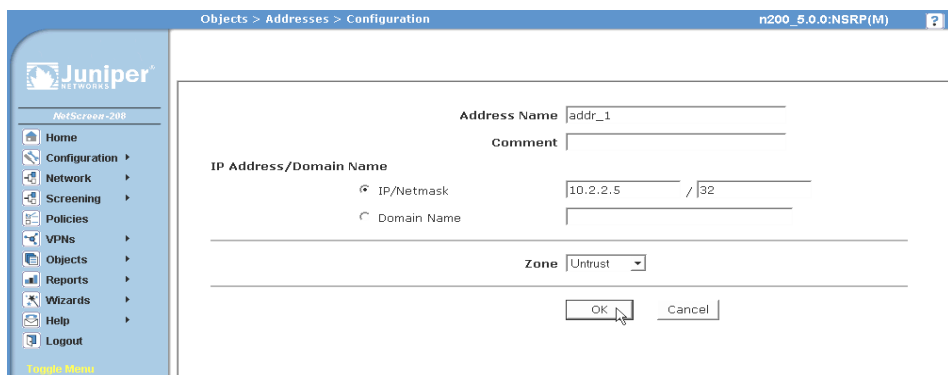 Objects > Addresses > Configuration
n200_5.0.0:NSRP(M)
?
Juniper®
NETWORKS
NetScreen-208
Home
Configuration
Network
Screening
Policies
VPNs
Objects
Reports
Wizards
Help
Logout
Toggle Menu
Address Name addr_1
Comment
IP Address/Domain Name
IP/Netmask 10.2.2.5 / 32
Domain Name
Zone Untrust
OK Cancel